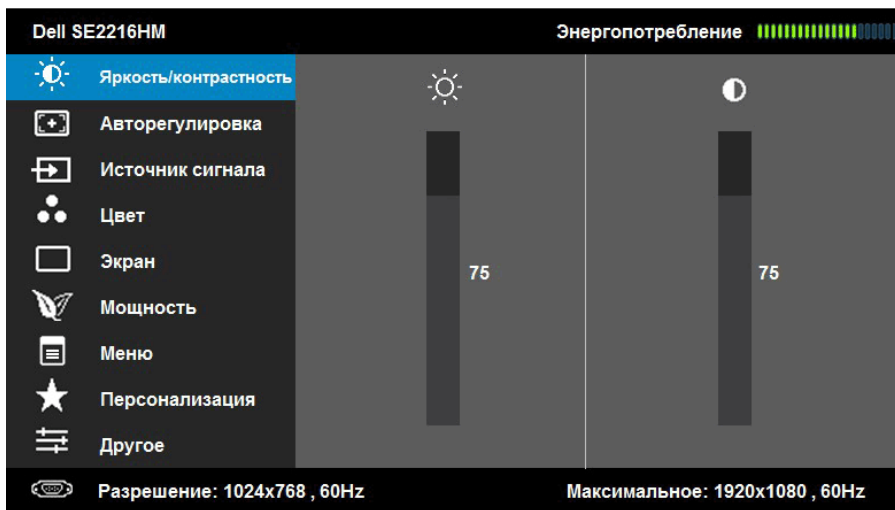 Dell SE2216HM
Энергопотребление
Яркость/контрастность
Авторегулировка
Источник сигнала
Цвет
Экран
75
75
Мощность
Меню
Персонализация
Другое
Разрешение: 1024x768 , 60Hz
Максимальное: 1920x1080 , 60Hz